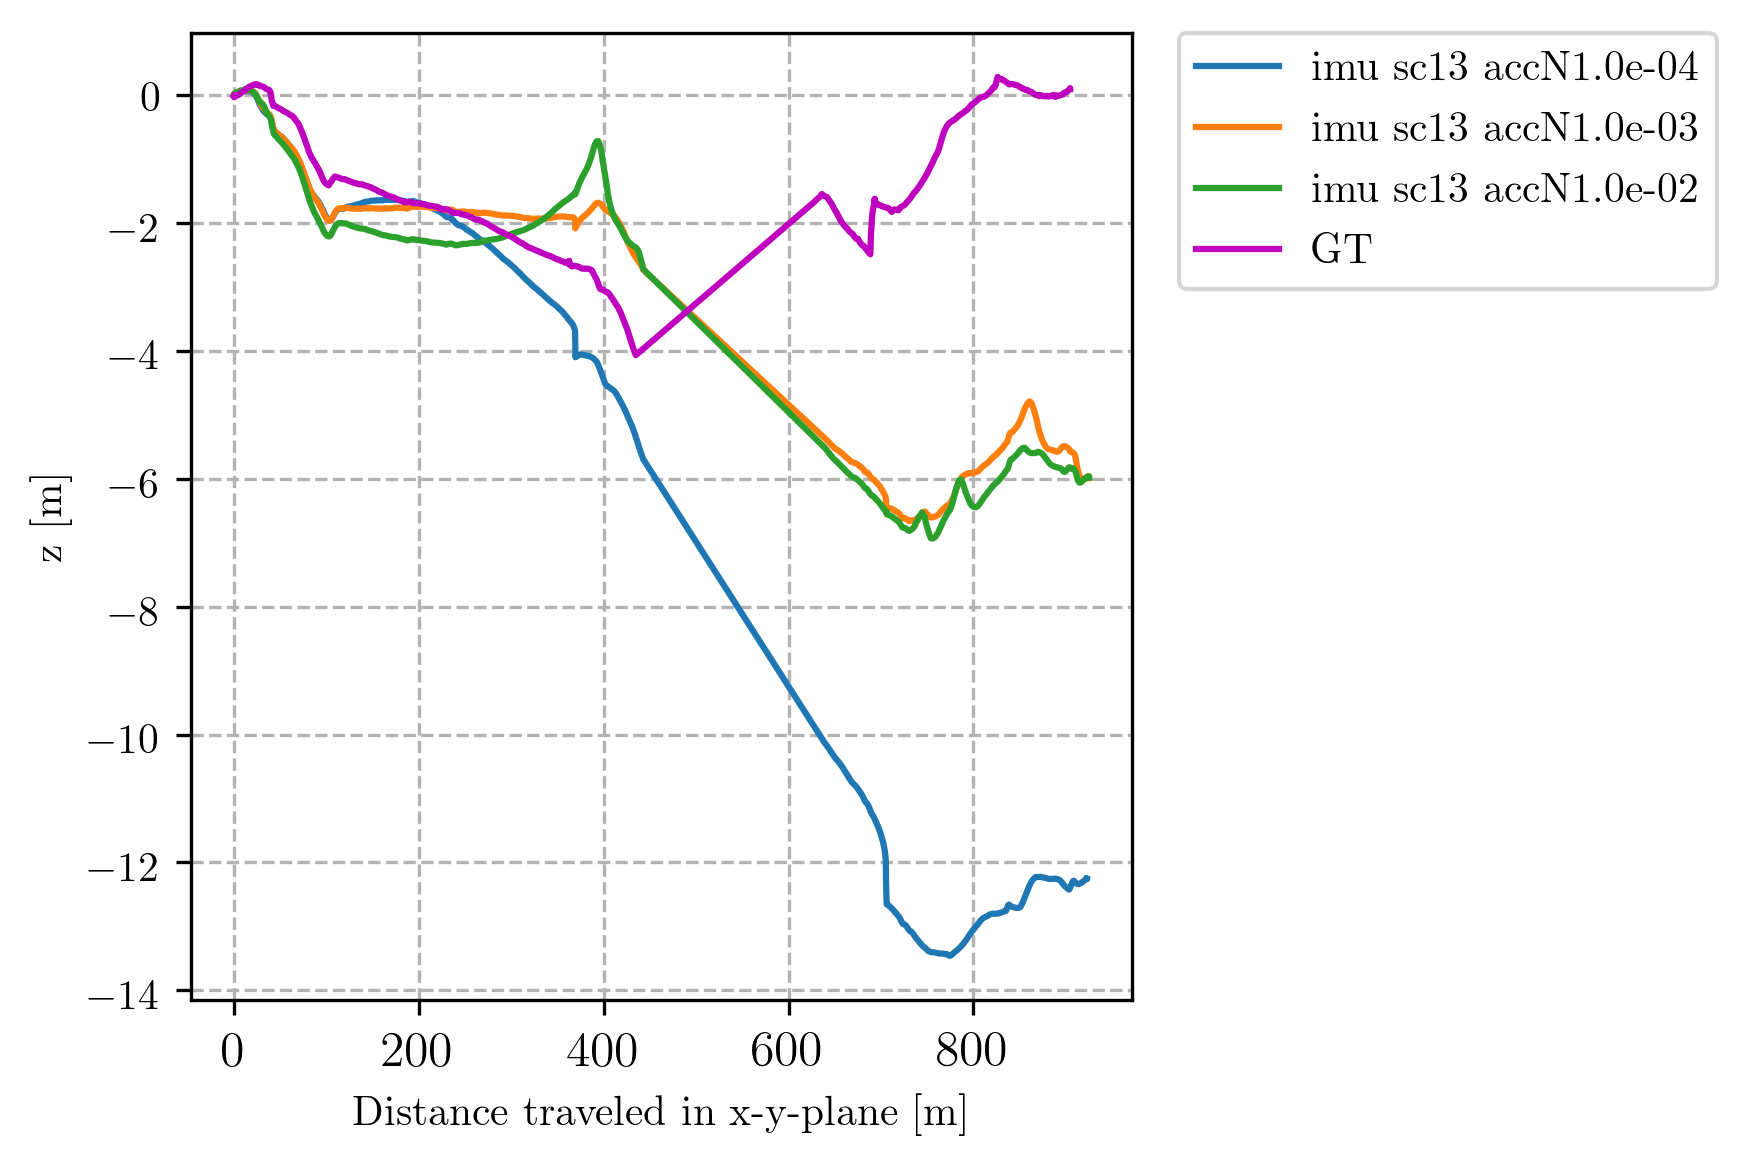 imu sc13 accN1.0e-04
imu sc13 accN1.0e-03
imu sc13 accN1.0e-02
GT
0
−2
−4
−6
−8
−10
−12
−14
z [m]
0 200 400 600 800
Distance traveled in x-y-plane [m]